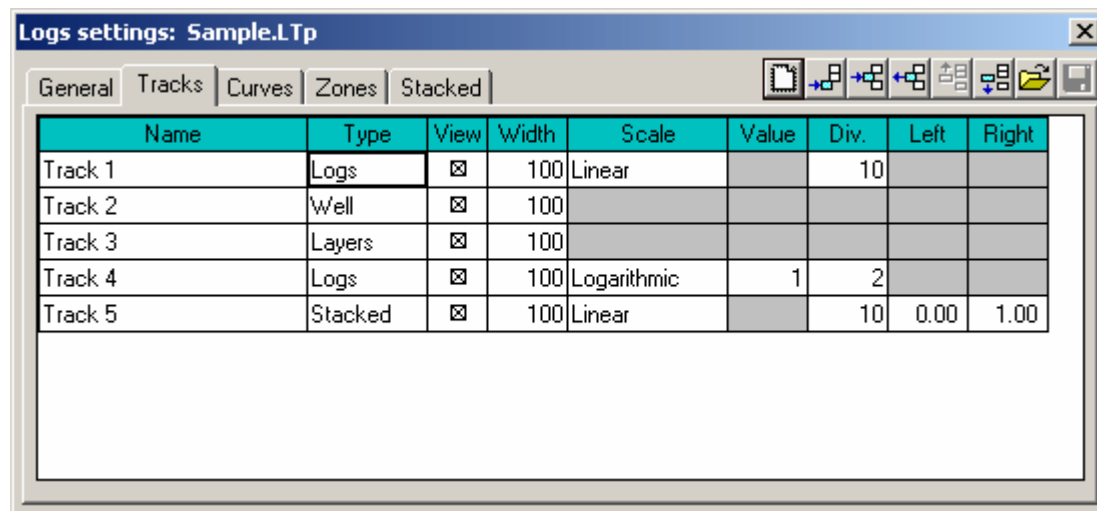 Logs settings: Sample.LTp
General Tracks Curves Zones Stacked
Name Type View Width Scale Value Div. Left Right
Track 1 Logs 100 Linear 10
Track 2 Well 100
Track 3 Layers 100
Track 4 Logs 100 Logarithmic 1 2
Track 5 Stacked 100 Linear 10 0.00 1.00